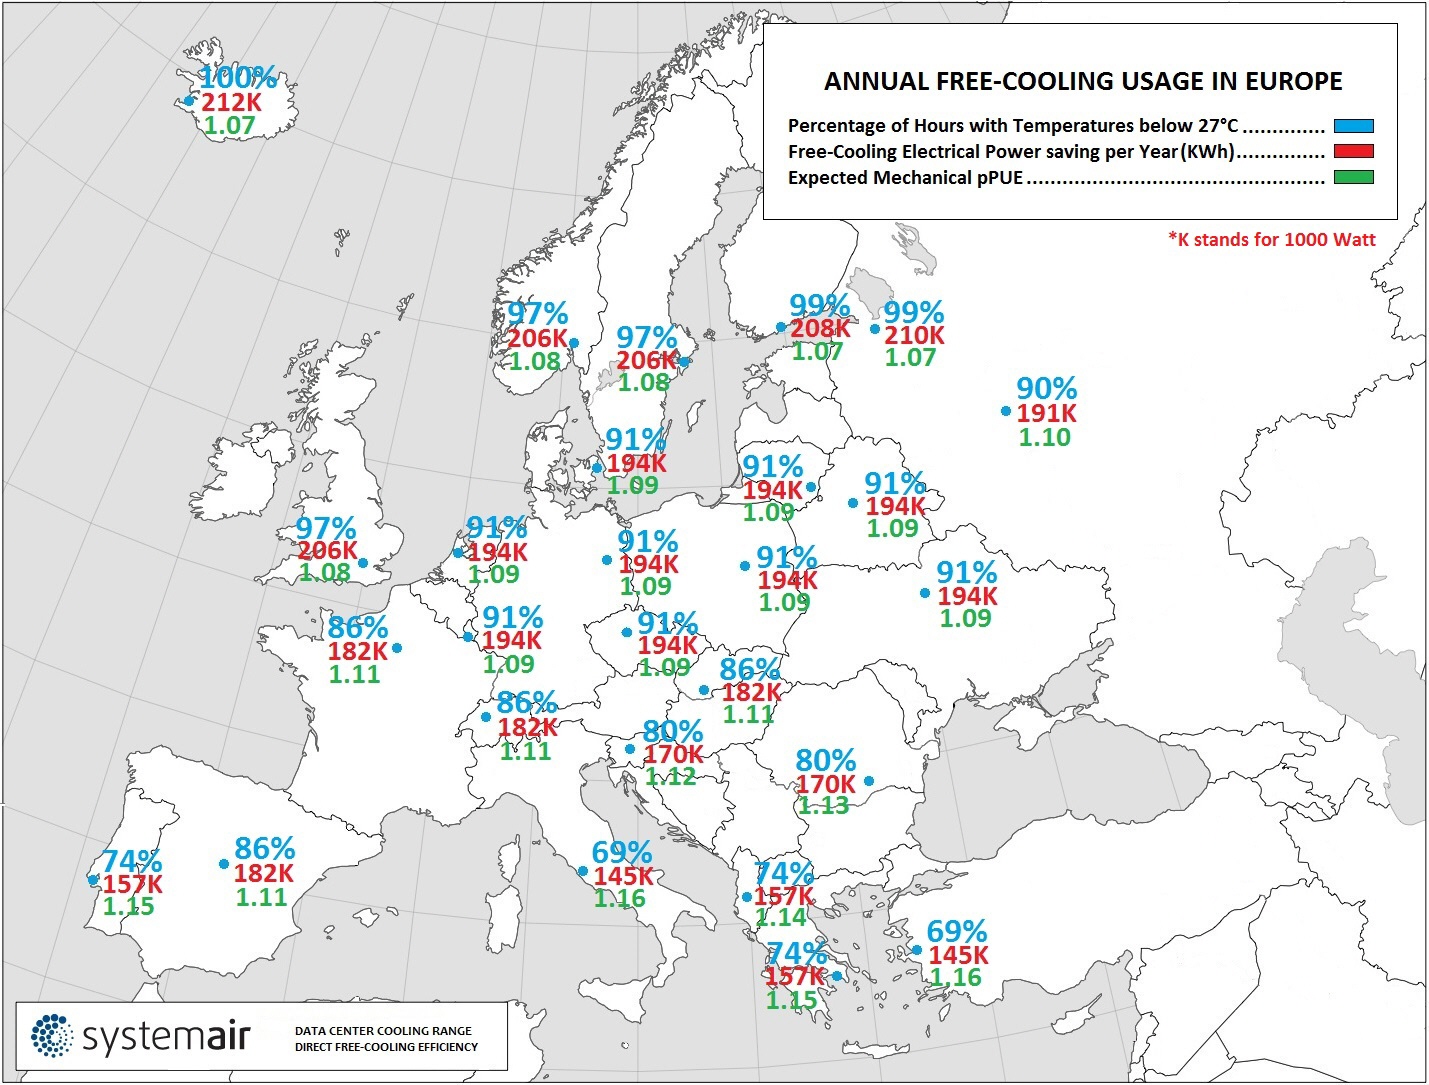 ANNUAL FREE-COOLING USAGE IN EUROPE
Percentage of Hours with Temperatures below 27°C ..............
Free-Cooling Electrical Power saving per Year (KWh)...............
Expected Mechanical pPUE ..................................................
*K stands for 1000 Watt
100%
212K
1.07
97%
206K
1.08
97%
206K
1.08
99%
208K
1.07
99%
210K
1.07
90%
191K
1.10
91%
194K
1.09
91%
194K
1.09
91%
194K
1.09
97%
206K
1.08
91%
194K
1.09
91%
194K
1.09
91%
194K
1.09
91%
194K
1.09
86%
182K
1.11
91%
194K
1.09
91%
194K
1.09
86%
182K
1.11
86%
182K
1.11
80%
170K
1.12
80%
170K
1.13
74%
157K
1.15
86%
182K
1.11
69%
145K
1.16
74%
157K
1.14
74%
157K
1.15
69%
145K
1.16
systemair
DATA CENTER COOLING RANGE
DIRECT FREE-COOLING EFFICIENCY